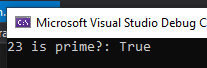 Microsoft Visual Studio Debug C
23 is prime?: True